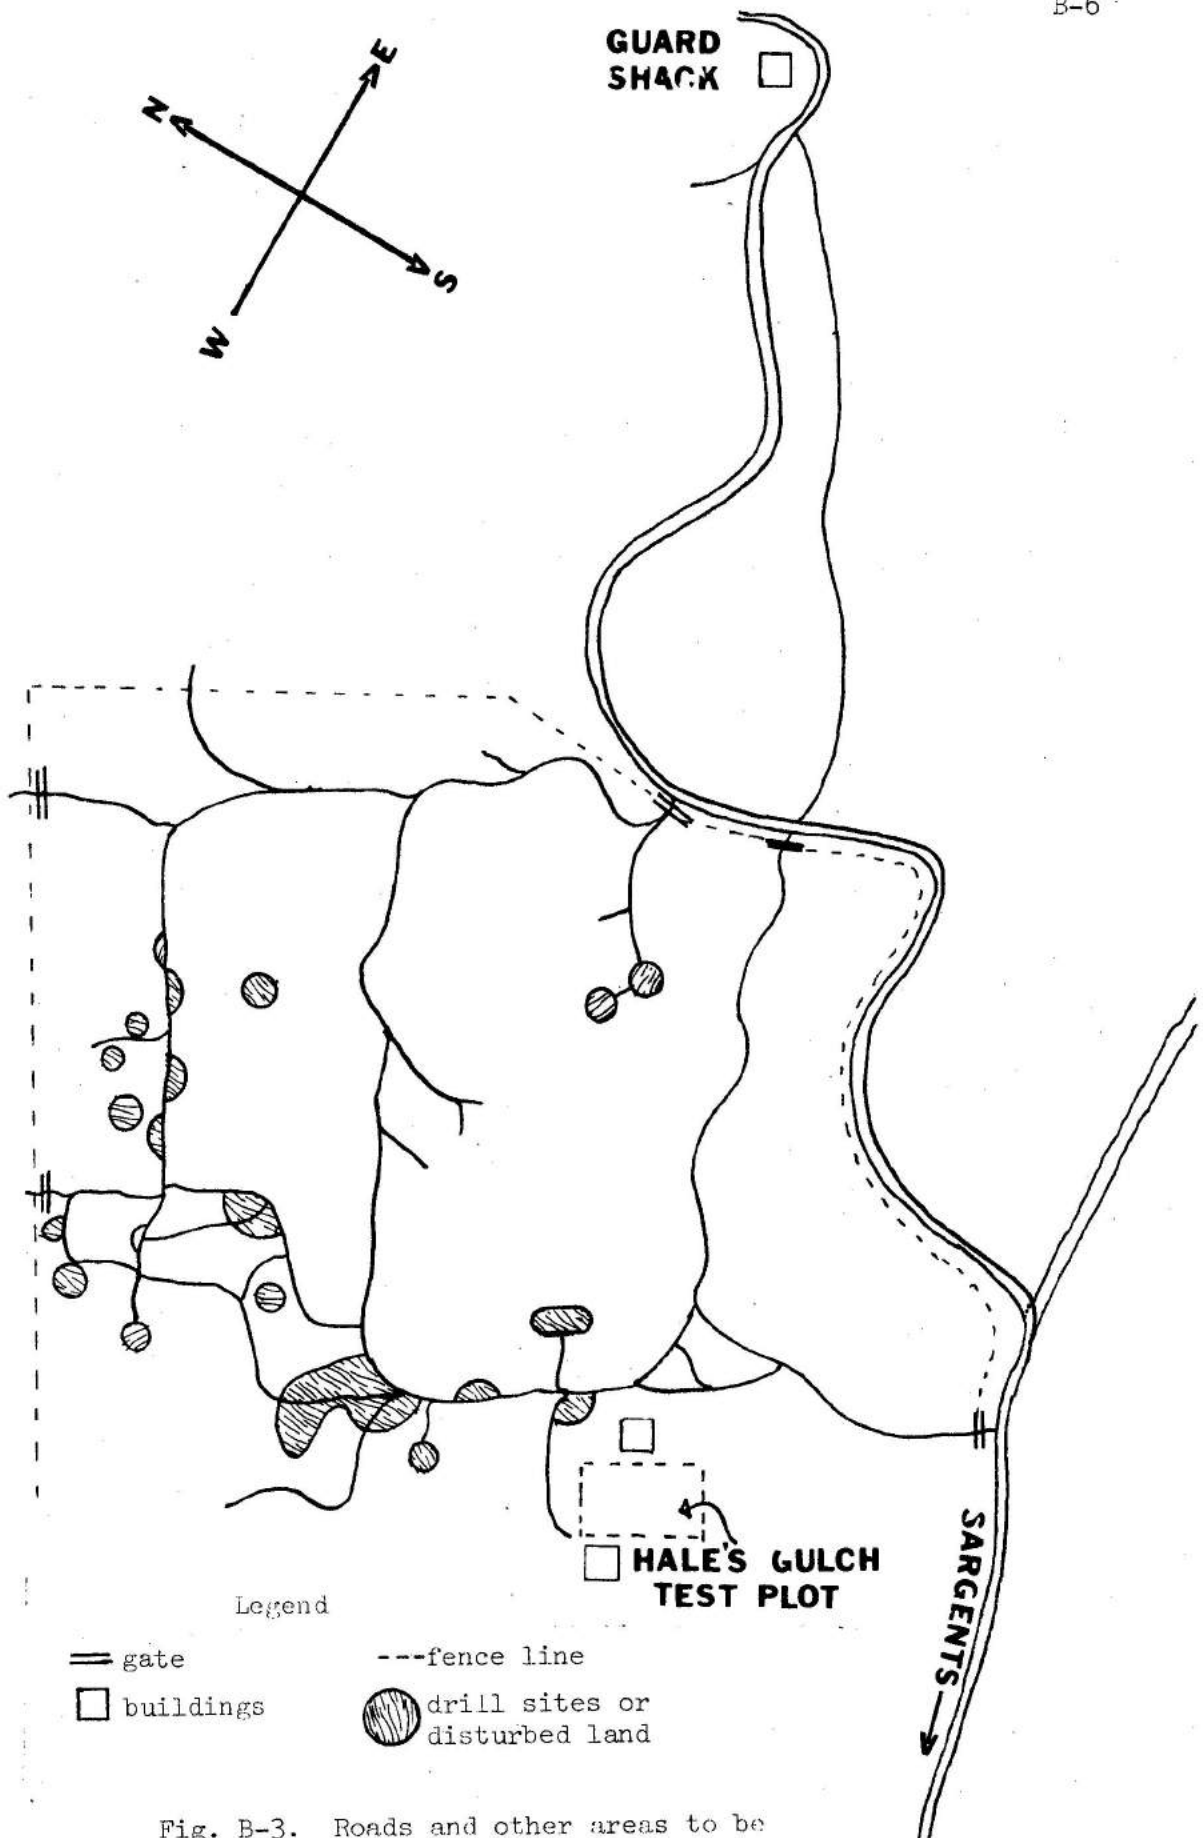 B-6
GUARD
SHACK
N
E
S
W
HALE'S GULCH
TEST PLOT
SARGENTS
Legend
gate
fence line
buildings
drill sites or
disturbed land
Fig. B-3. Roads and other areas to be